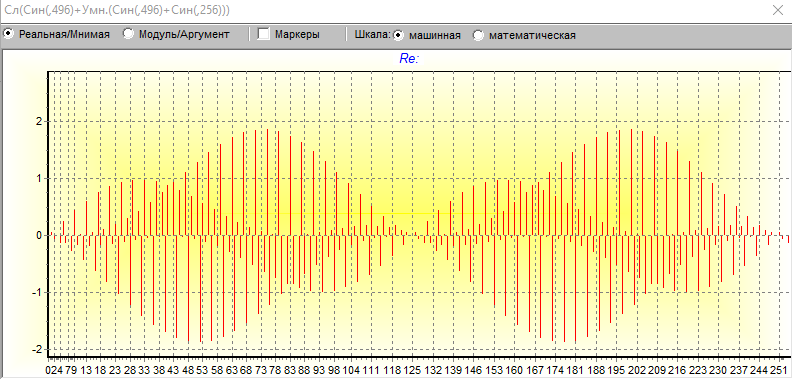 Сл(Син(,496)+Умн.(Син(,496)+Син(,256)))
Реальная/Мнимая Модуль/Аргумент Маркеры Шкала: машинная математическая
Re:
2
1
0
-1
-2
024 79 13 18 23 28 33 38 43 48 53 58 63 68 73 78 83 88 93 98 104 111 118 125 132 139 146 153 160 167 174 181 188 195 202 209 216 223 230 237 244 251